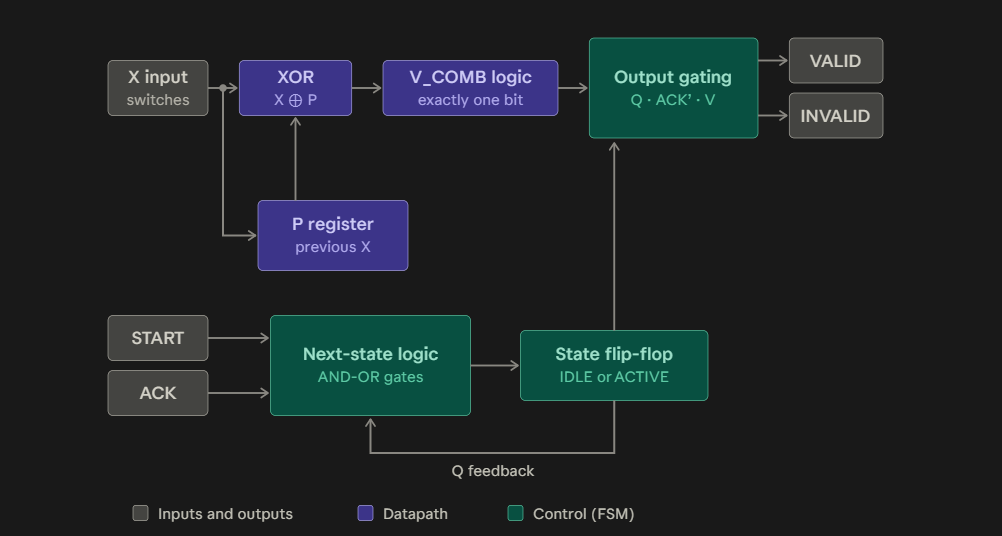 X input
switches
XOR
X ⊕ P
V_COMB logic
exactly one bit
Output gating
Q · ACK’ · V
VALID
INVALID
P register
previous X
START
ACK
Next-state logic
AND-OR gates
State flip-flop
IDLE or ACTIVE
Q feedback
Inputs and outputs
Datapath
Control (FSM)